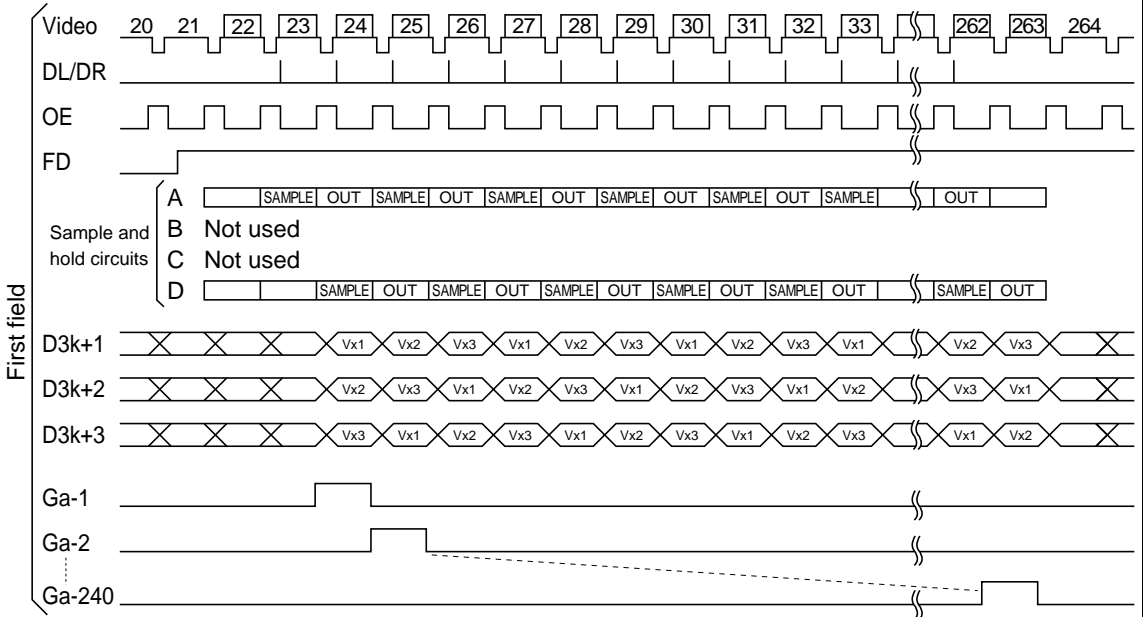 Video 20 21 22 23 24 25 26 27 28 29 30 31 32 33 262 263 264
DL/DR
OE
FD
First field
Sample and
hold circuits
A SAMPLE OUT SAMPLE OUT SAMPLE OUT SAMPLE OUT SAMPLE OUT SAMPLE OUT
B Not used
C Not used
D SAMPLE OUT SAMPLE OUT SAMPLE OUT SAMPLE OUT SAMPLE OUT SAMPLE OUT
D3k+1 Vx1 Vx2 Vx3 Vx1 Vx2 Vx3 Vx1 Vx2 Vx3 Vx1 Vx2 Vx3
D3k+2 Vx2 Vx3 Vx1 Vx2 Vx3 Vx1 Vx2 Vx3 Vx1 Vx2 Vx3 Vx1
D3k+3 Vx3 Vx1 Vx2 Vx3 Vx1 Vx2 Vx3 Vx1 Vx2 Vx3 Vx1 Vx2
Ga-1
Ga-2
Ga-240